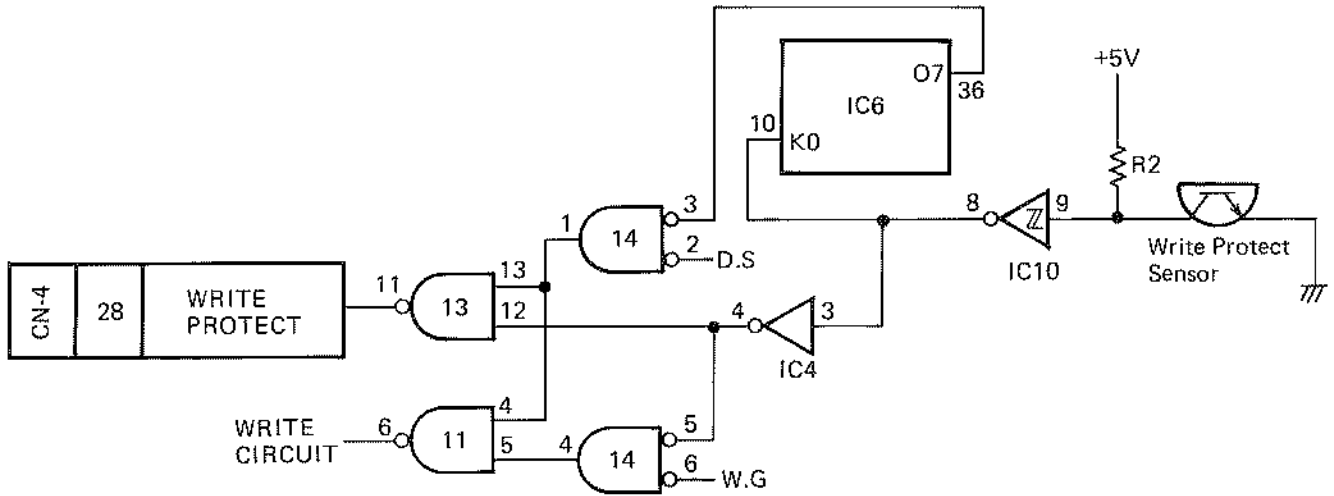 +5V
O7
36
IC6
10
K0
R2
3
8
9
1
14
2
D.S
IC10
Write Protect
Sensor
CN-4
28
WRITE
PROTECT
11
13
13
12
4
3
IC4
WRITE
CIRCUIT
6
11
4
5
4
14
5
6
W.G